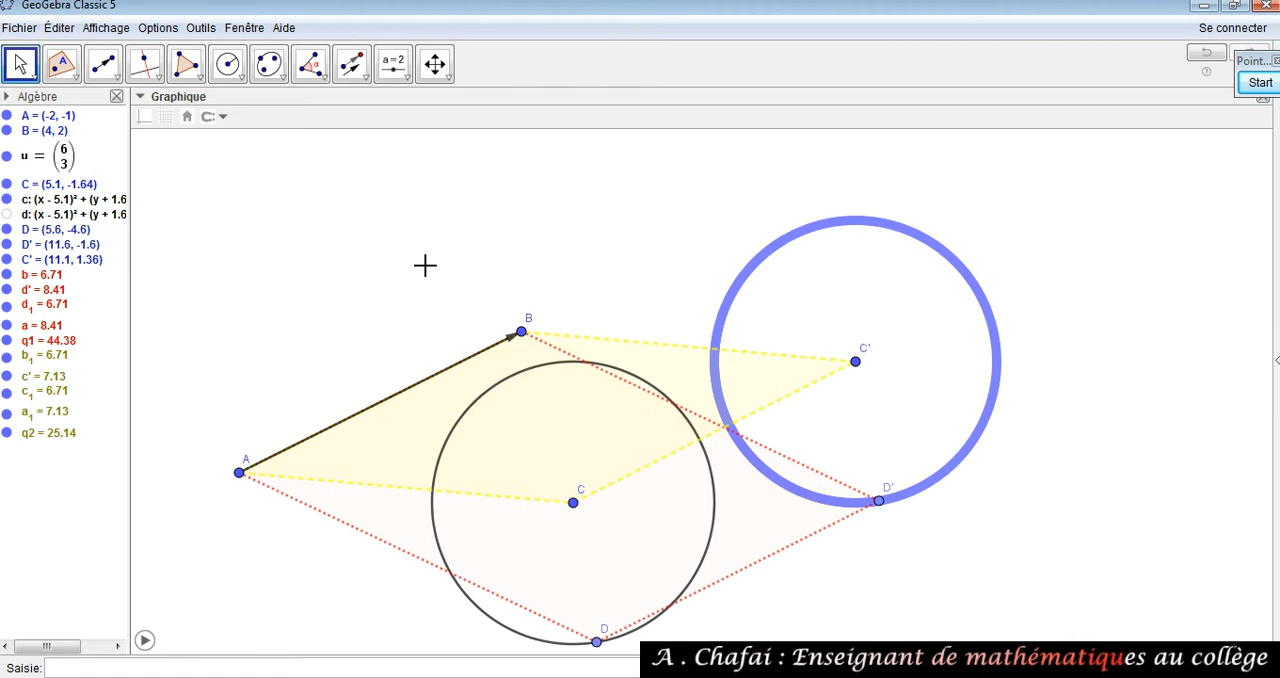 GeoGebra Classic 5
Fichier Éditer Affichage Options Outils Fenêtre Aide Se connecter
A α a=2
Point...
Start
Algèbre Graphique
A = (-2, -1)
B = (4, 2)
u = (6 3)
C = (5.1, -1.64)
c: (x - 5.1)² + (y + 1.6
d: (x - 5.1)² + (y + 1.6
D = (5.6, -4.6)
D' = (11.6, -1.6)
C' = (11.1, 1.36)
b = 6.71
d' = 8.41
d₁ = 6.71
a = 8.41
q1 = 44.38
b₁ = 6.71
c' = 7.13
c₁ = 6.71
a₁ = 7.13
q2 = 25.14
B
C'
A
C
D'
D
Saisie:
A . Chafai : Enseignant de mathématiques au collège